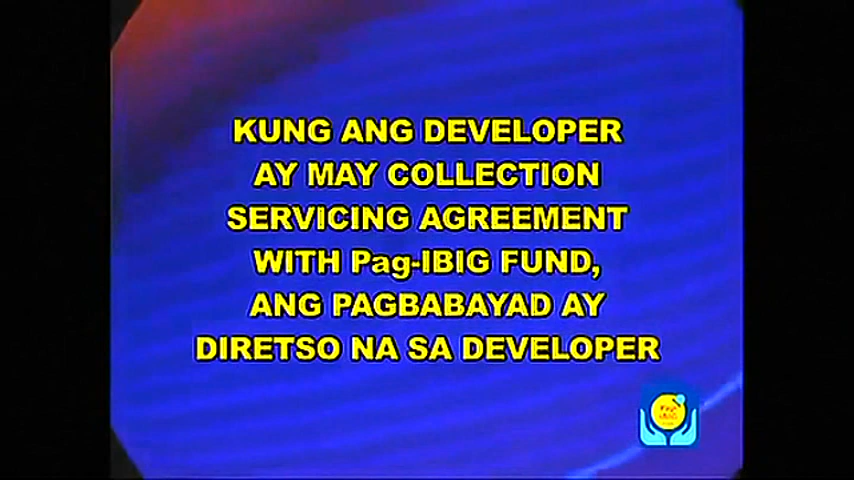 KUNG ANG DEVELOPER
AY MAY COLLECTION
SERVICING AGREEMENT
WITH Pag-IBIG FUND,
ANG PAGBABAYAD AY
DIRETSO NA SA DEVELOPER